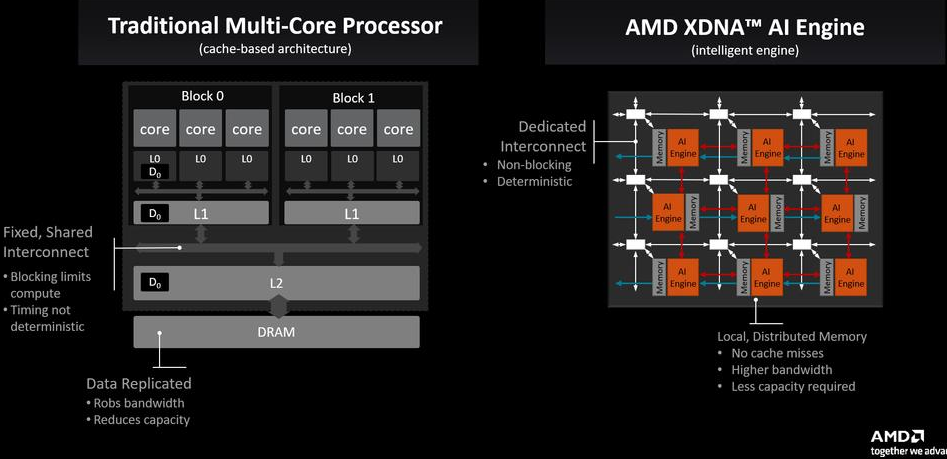 Traditional Multi-Core Processor
(cache-based architecture)
Block 0
Block 1
core core core core core core
L0 L0 L0 L0 L0 L0
D0
D0
L1
L1
Fixed, Shared
Interconnect
• Blocking limits
compute
• Timing not
deterministic
D0
L2
DRAM
Data Replicated
• Robs bandwidth
• Reduces capacity
AMD XDNA™ AI Engine
(intelligent engine)
Dedicated
Interconnect
• Non-blocking
• Deterministic
Memory
AI
Engine
Memory
AI
Engine
Memory
AI
Engine
AI
Engine
Memory
AI
Engine
Memory
AI
Engine
Memory
Memory
AI
Engine
Memory
AI
Engine
Memory
AI
Engine
Local, Distributed Memory
• No cache misses
• Higher bandwidth
• Less capacity required
AMD
together we adva